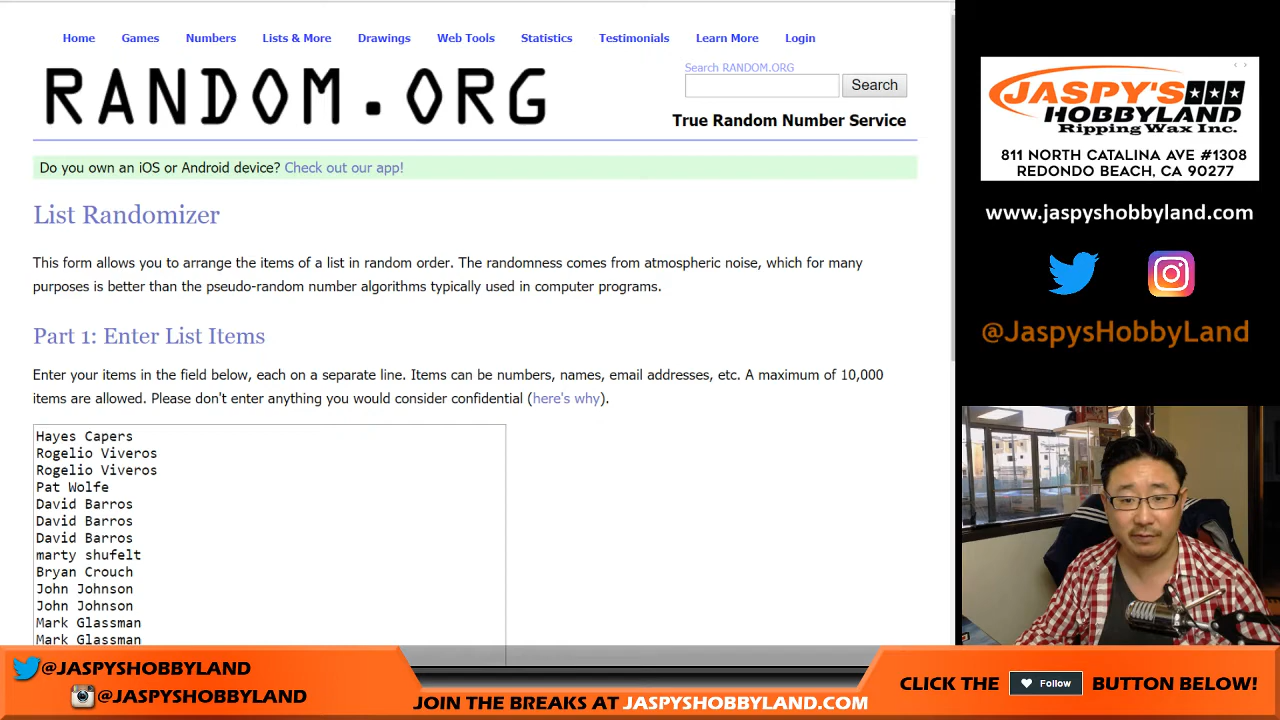 Home Games Numbers Lists & More Drawings Web Tools Statistics Testimonials Learn More Login
RANDOM.ORG
Search RANDOM.ORG
Search
True Random Number Service
Do you own an iOS or Android device? Check out our app!
List Randomizer
This form allows you to arrange the items of a list in random order. The randomness comes from atmospheric noise, which for many
purposes is better than the pseudo-random number algorithms typically used in computer programs.
Part 1: Enter List Items
Enter your items in the field below, each on a separate line. Items can be numbers, names, email addresses, etc. A maximum of 10,000
items are allowed. Please don't enter anything you would consider confidential (here's why).
Hayes Capers
Rogelio Viveros
Rogelio Viveros
Pat Wolfe
David Barros
David Barros
David Barros
marty shufelt
Bryan Crouch
John Johnson
John Johnson
Mark Glassman
Mark Glassman
JASPY'S
HOBBYLAND
Ripping Wax Inc.
811 NORTH CATALINA AVE #1308
REDONDO BEACH, CA 90277
www.jaspyshobbyland.com
@JaspysHobbyLand
@JASPYSHOBBYLAND
@JASPYSHOBBYLAND
JOIN THE BREAKS AT JASPYSHOBBYLAND.COM
CLICK THE Follow BUTTON BELOW!